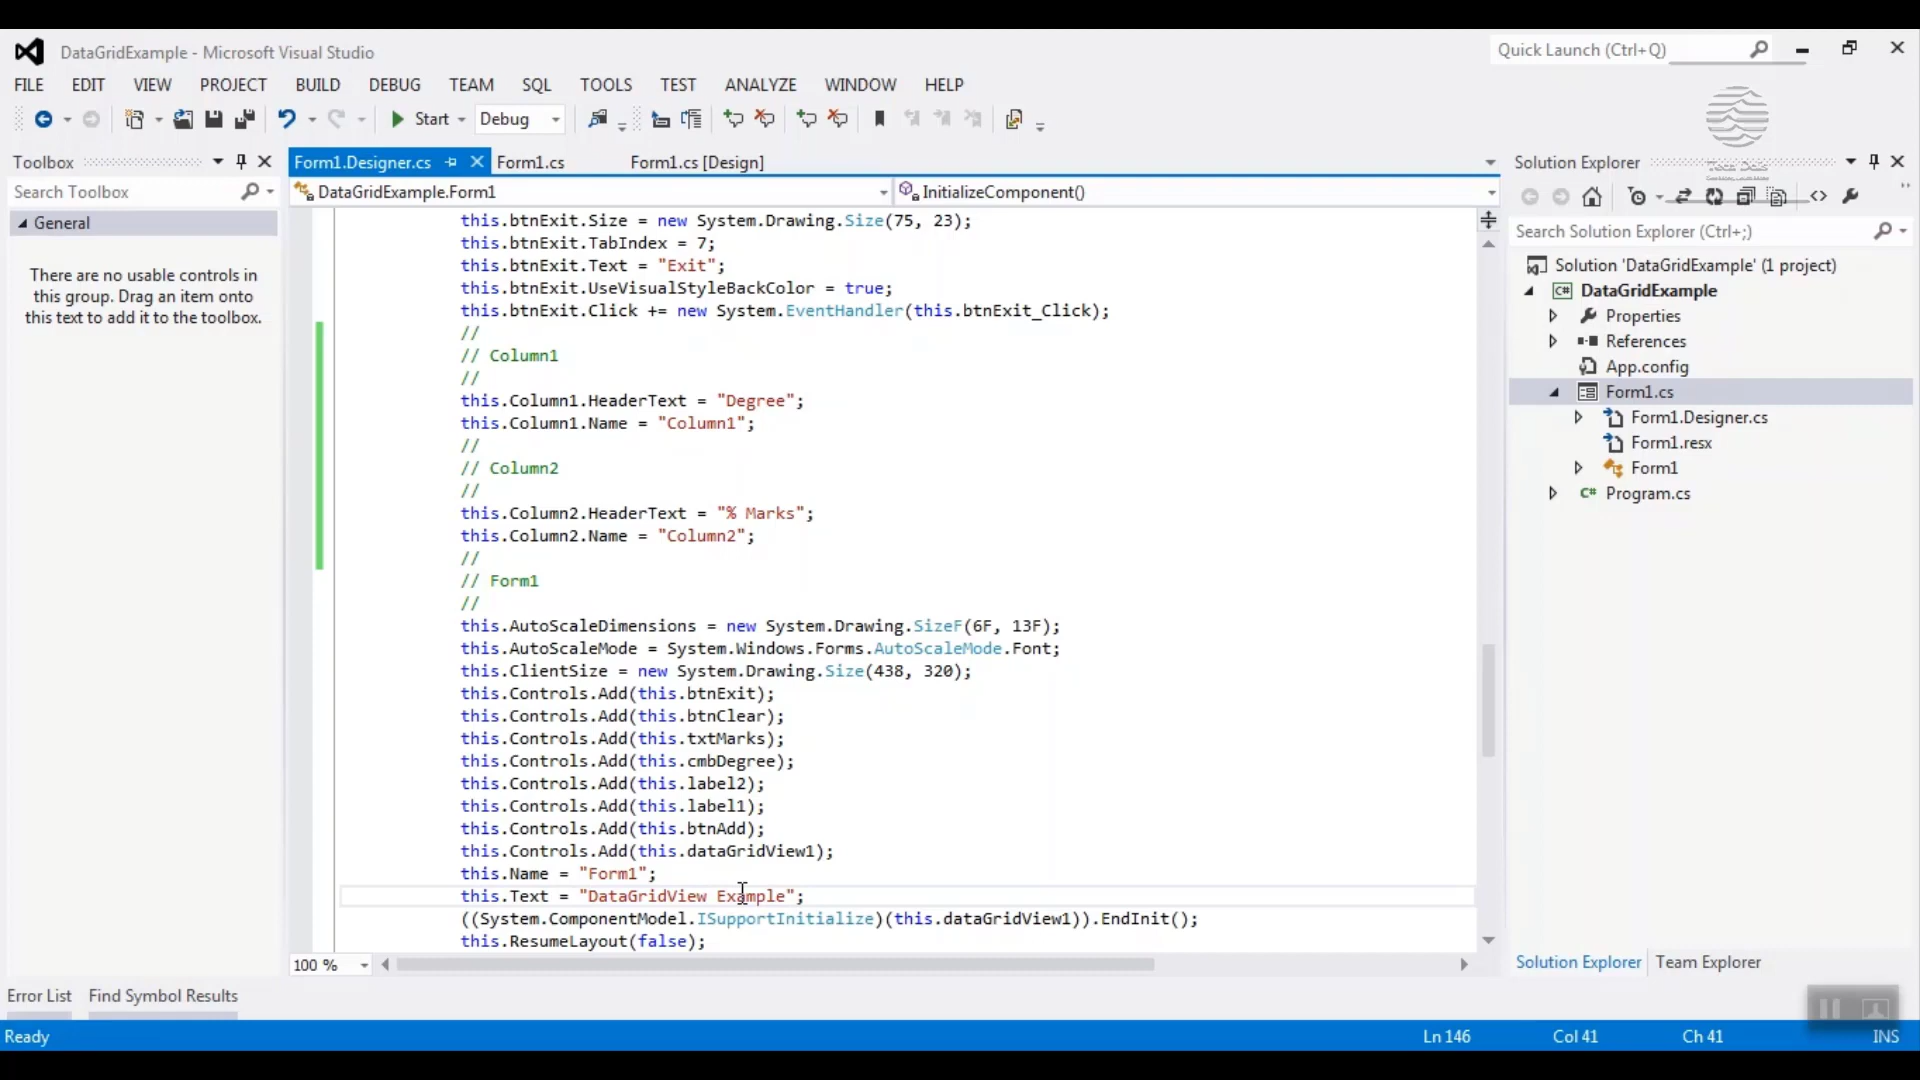 DataGridExample - Microsoft Visual Studio
Quick Launch (Ctrl+Q)
FILE EDIT VIEW PROJECT BUILD DEBUG TEAM SQL TOOLS TEST ANALYZE WINDOW HELP
Start Debug
Toolbox
Search Toolbox
General
There are no usable controls in
this group. Drag an item onto
this text to add it to the toolbox.
Form1.Designer.cs Form1.cs Form1.cs [Design]
DataGridExample.Form1 InitializeComponent()
this.btnExit.Size = new System.Drawing.Size(75, 23);
this.btnExit.TabIndex = 7;
this.btnExit.Text = "Exit";
this.btnExit.UseVisualStyleBackColor = true;
this.btnExit.Click += new System.EventHandler(this.btnExit_Click);
//
// Column1
//
this.Column1.HeaderText = "Degree";
this.Column1.Name = "Column1";
//
// Column2
//
this.Column2.HeaderText = "% Marks";
this.Column2.Name = "Column2";
//
// Form1
//
this.AutoScaleDimensions = new System.Drawing.SizeF(6F, 13F);
this.AutoScaleMode = System.Windows.Forms.AutoScaleMode.Font;
this.ClientSize = new System.Drawing.Size(438, 320);
this.Controls.Add(this.btnExit);
this.Controls.Add(this.btnClear);
this.Controls.Add(this.txtMarks);
this.Controls.Add(this.cmbDegree);
this.Controls.Add(this.label2);
this.Controls.Add(this.label1);
this.Controls.Add(this.btnAdd);
this.Controls.Add(this.dataGridView1);
this.Name = "Form1";
this.Text = "DataGridView Example";
((System.ComponentModel.ISupportInitialize)(this.dataGridView1)).EndInit();
this.ResumeLayout(false);
100 %
Solution Explorer
Search Solution Explorer (Ctrl+;)
Solution 'DataGridExample' (1 project)
DataGridExample
Properties
References
App.config
Form1.cs
Form1.Designer.cs
Form1.resx
Form1
Program.cs
Solution Explorer Team Explorer
Error List Find Symbol Results
Ready Ln 146 Col 41 Ch 41 INS